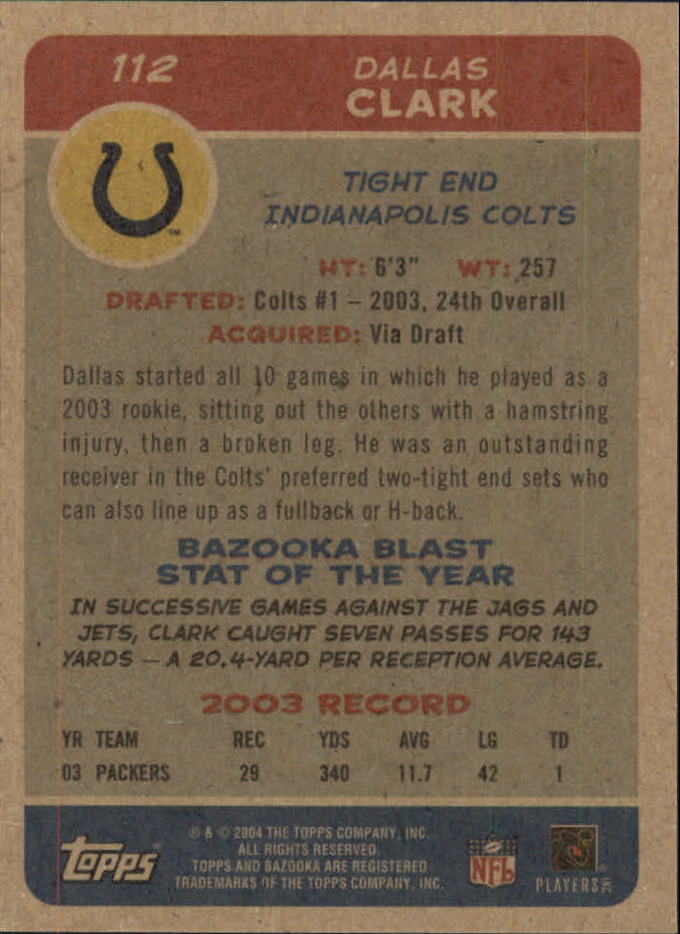 112
DALLAS
CLARK
TM
TIGHT END
INDIANAPOLIS COLTS
HT: 6'3" WT: 257
DRAFTED: Colts #1 – 2003, 24th Overall
ACQUIRED: Via Draft
Dallas started all 10 games in which he played as a
2003 rookie, sitting out the others with a hamstring
injury, then a broken leg. He was an outstanding
receiver in the Colts' preferred two-tight end sets who
can also line up as a fullback or H-back.
BAZOOKA BLAST
STAT OF THE YEAR
IN SUCCESSIVE GAMES AGAINST THE JAGS AND
JETS, CLARK CAUGHT SEVEN PASSES FOR 143
YARDS – A 20.4-YARD PER RECEPTION AVERAGE.
2003 RECORD
YR TEAM REC YDS AVG LG TD
03 PACKERS 29 340 11.7 42 1
topps
® & © 2004 THE TOPPS COMPANY, INC.
ALL RIGHTS RESERVED
TOPPS AND BAZOOKA ARE REGISTERED
TRADEMARKS OF THE TOPPS COMPANY, INC.
NFL
PLAYERS